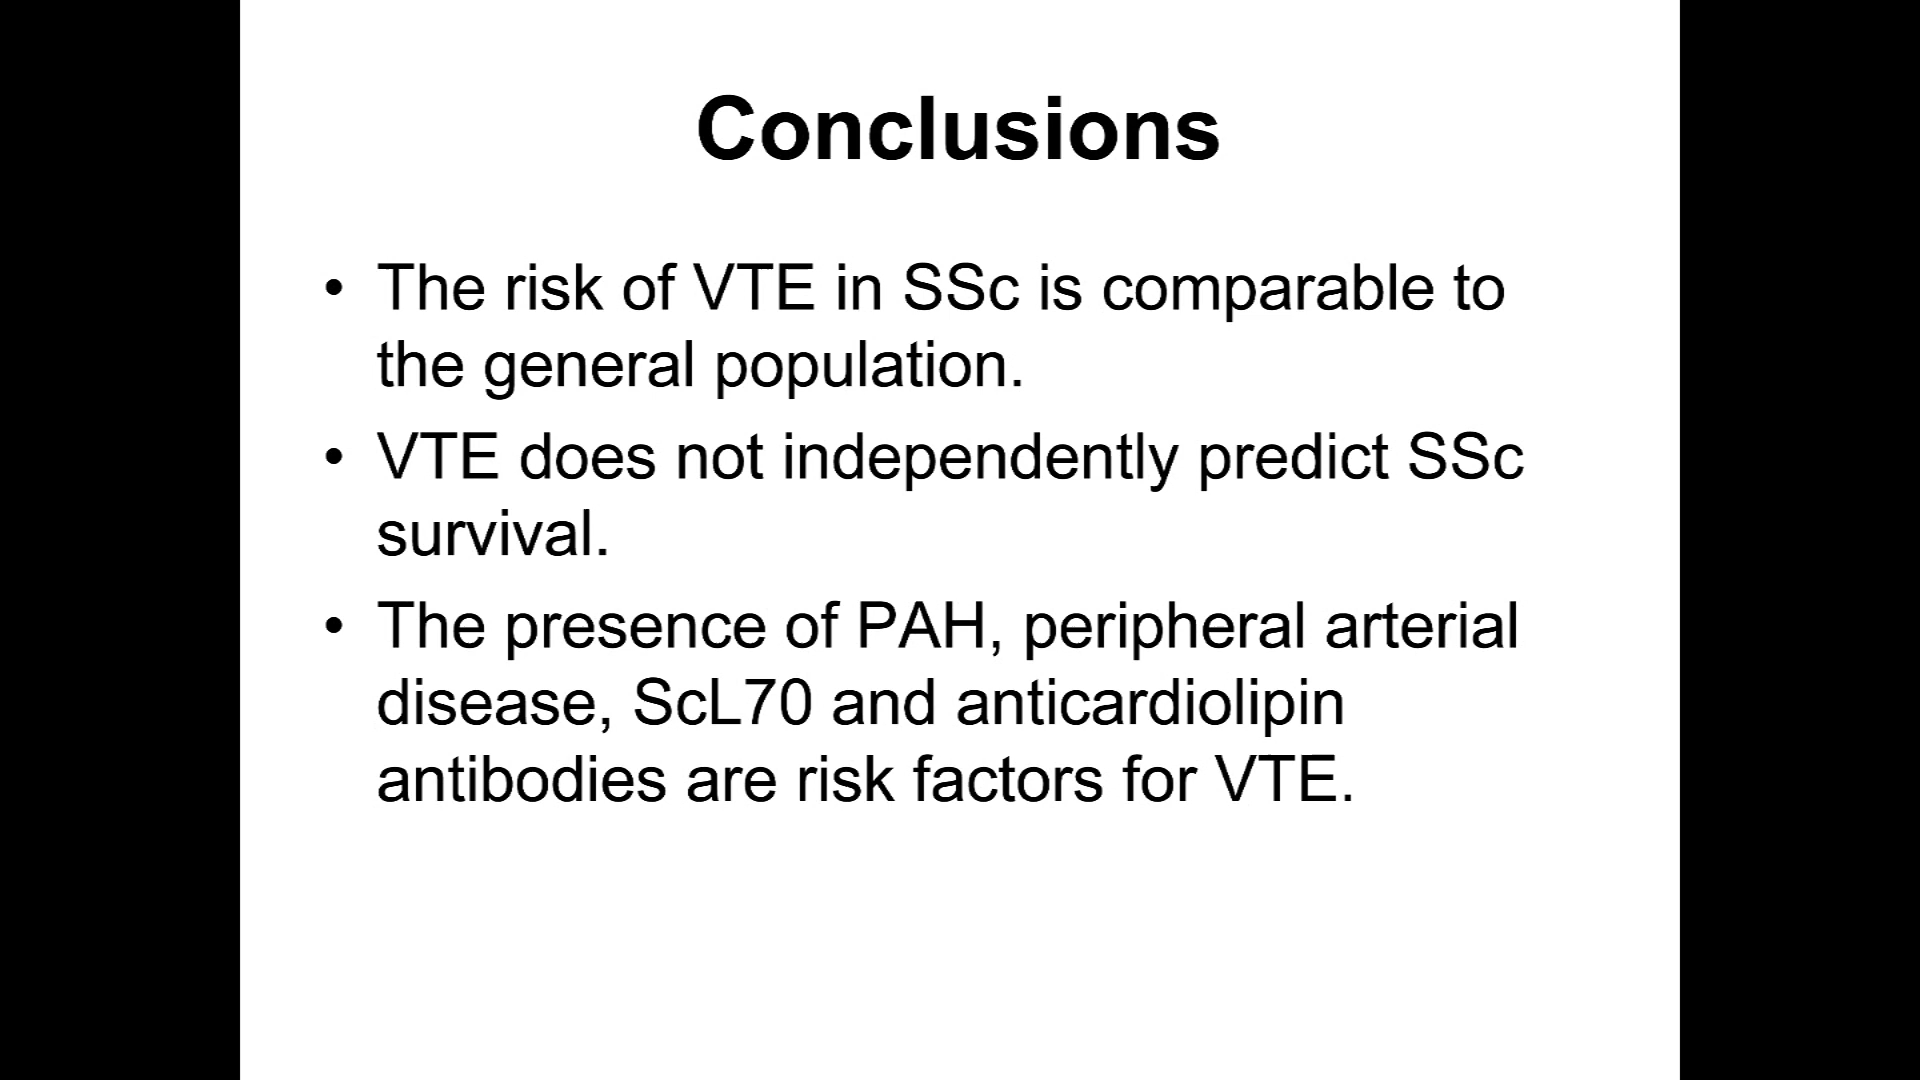 Conclusions
• The risk of VTE in SSc is comparable to
the general population.
• VTE does not independently predict SSc
survival.
• The presence of PAH, peripheral arterial
disease, ScL70 and anticardiolipin
antibodies are risk factors for VTE.